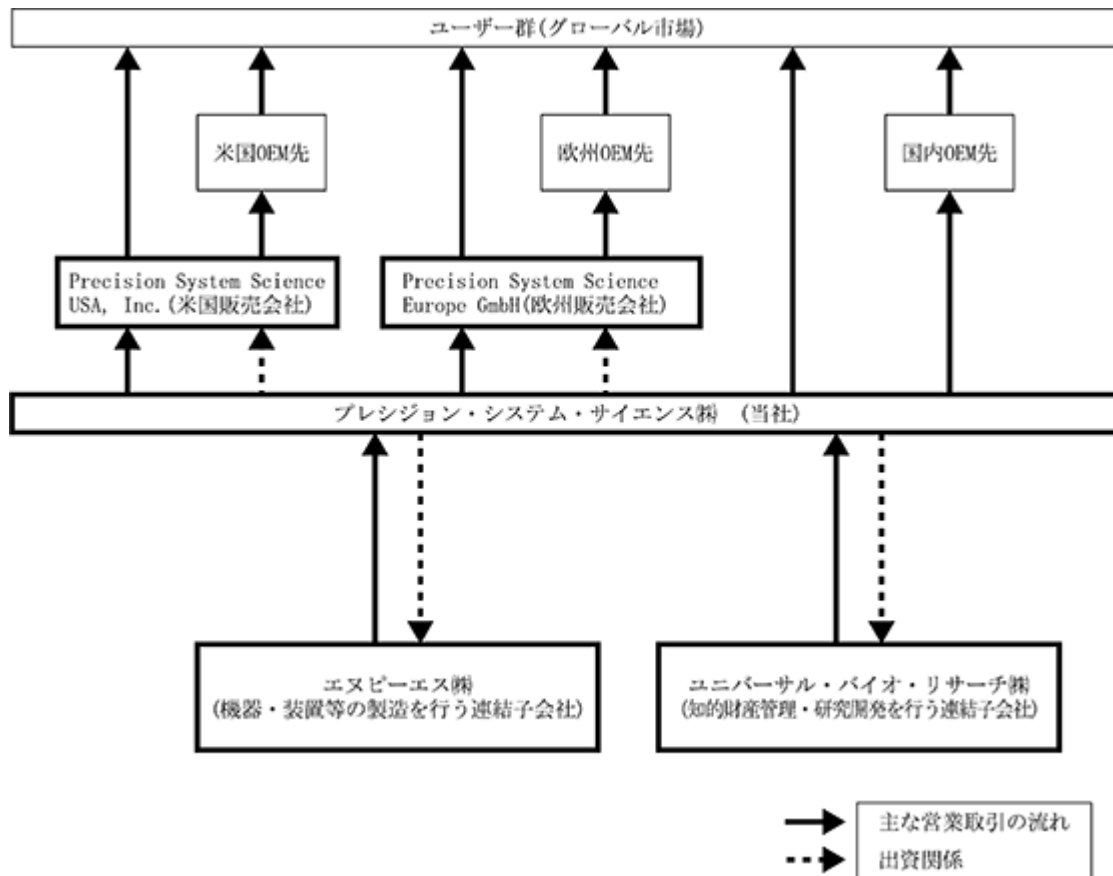 ユーザー群(グローバル市場)
米国OEM先
欧州OEM先
国内OEM先
Precision System Science
USA, Inc.(米国販売会社)
Precision System Science
Europe GmbH(欧州販売会社)
プレシジョン・システム・サイエンス㈱ (当社)
エヌピーエス㈱
(機器・装置等の製造を行う連結子会社)
ユニバーサル・バイオ・リサーチ㈱
(知的財産管理・研究開発を行う連結子会社)
主な営業取引の流れ
出資関係